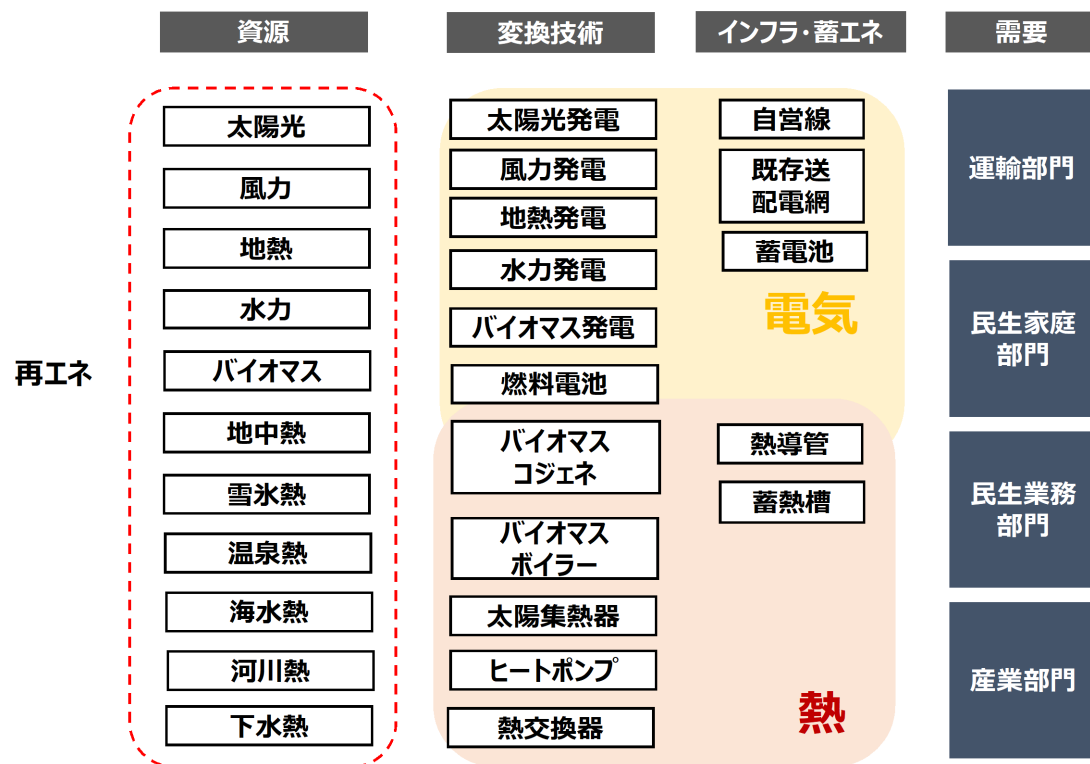 資源
変換技術
インフラ・蓄エネ
需要
再エネ
太陽光
風力
地熱
水力
バイオマス
地中熱
雪氷熱
温泉熱
海水熱
河川熱
下水熱
太陽光発電
風力発電
地熱発電
水力発電
バイオマス発電
燃料電池
バイオマス
コジェネ
バイオマス
ボイラー
太陽集熱器
ヒートポンプ
熱交換器
自営線
既存送
配電網
蓄電池
電気
熱導管
蓄熱槽
熱
運輸部門
民生家庭
部門
民生業務
部門
産業部門